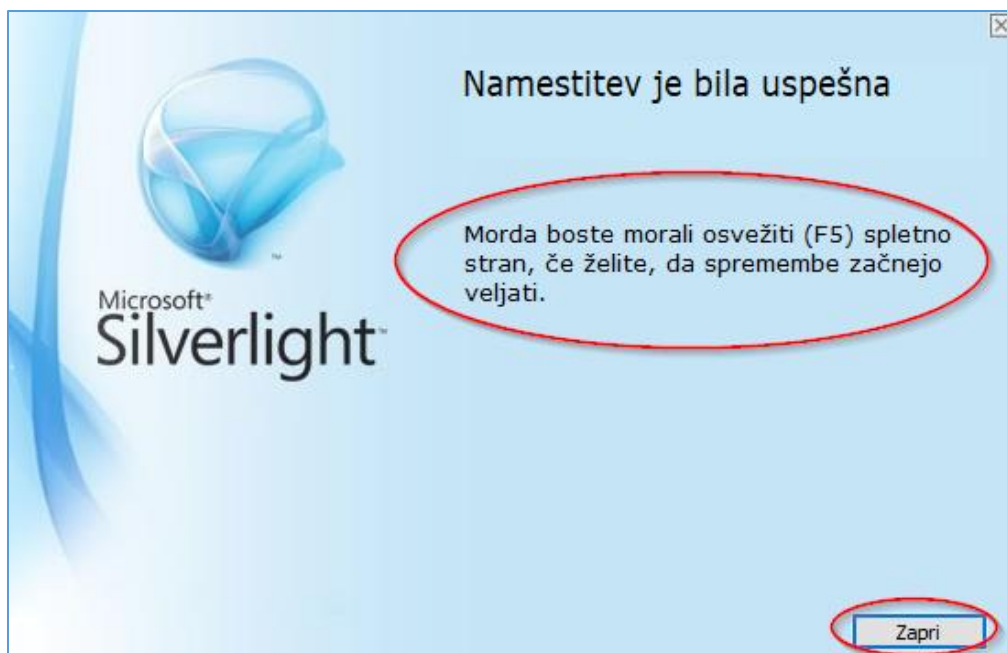 Namestitev je bila uspešna
Morda boste morali osvežiti (F5) spletno
stran, če želite, da spremembe začnejo
veljati.
™
Microsoft®
Silverlight™
Zapri